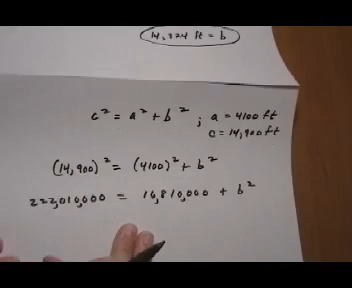 14,324 ft = b
c² = a² + b² ; a = 4100 ft
c = 14,900 ft
(14,900)² = (4100)² + b²
222,010,000 = 16,810,000 + b²